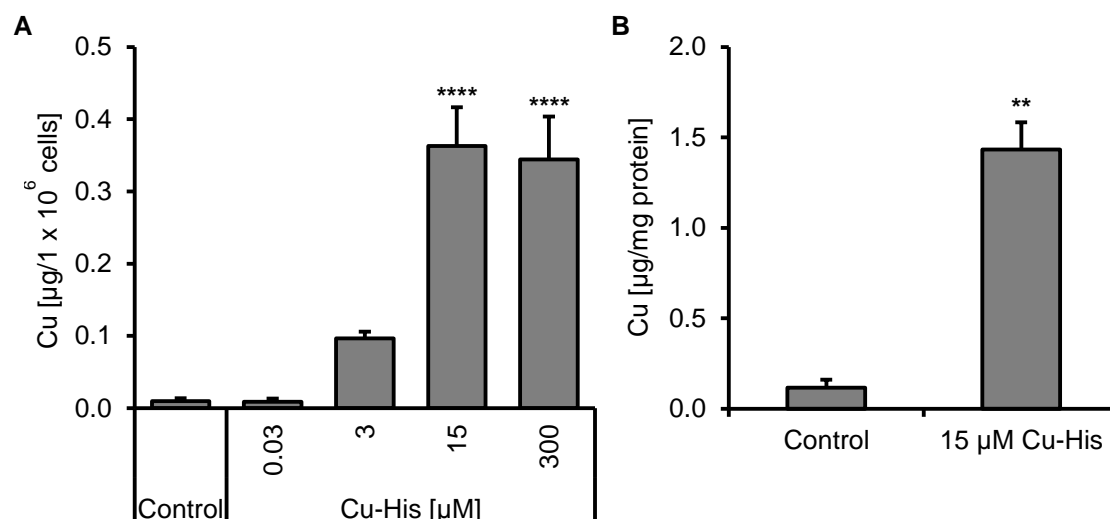 A
Cu [µg/1 x 10⁶ cells]
0.5
0.4
0.3
0.2
0.1
0.0
****
****
0.03
3
15
300
Control
Cu-His [µM]
B
Cu [µg/mg protein]
2.0
1.5
1.0
0.5
0.0
**
Control
15 µM Cu-His